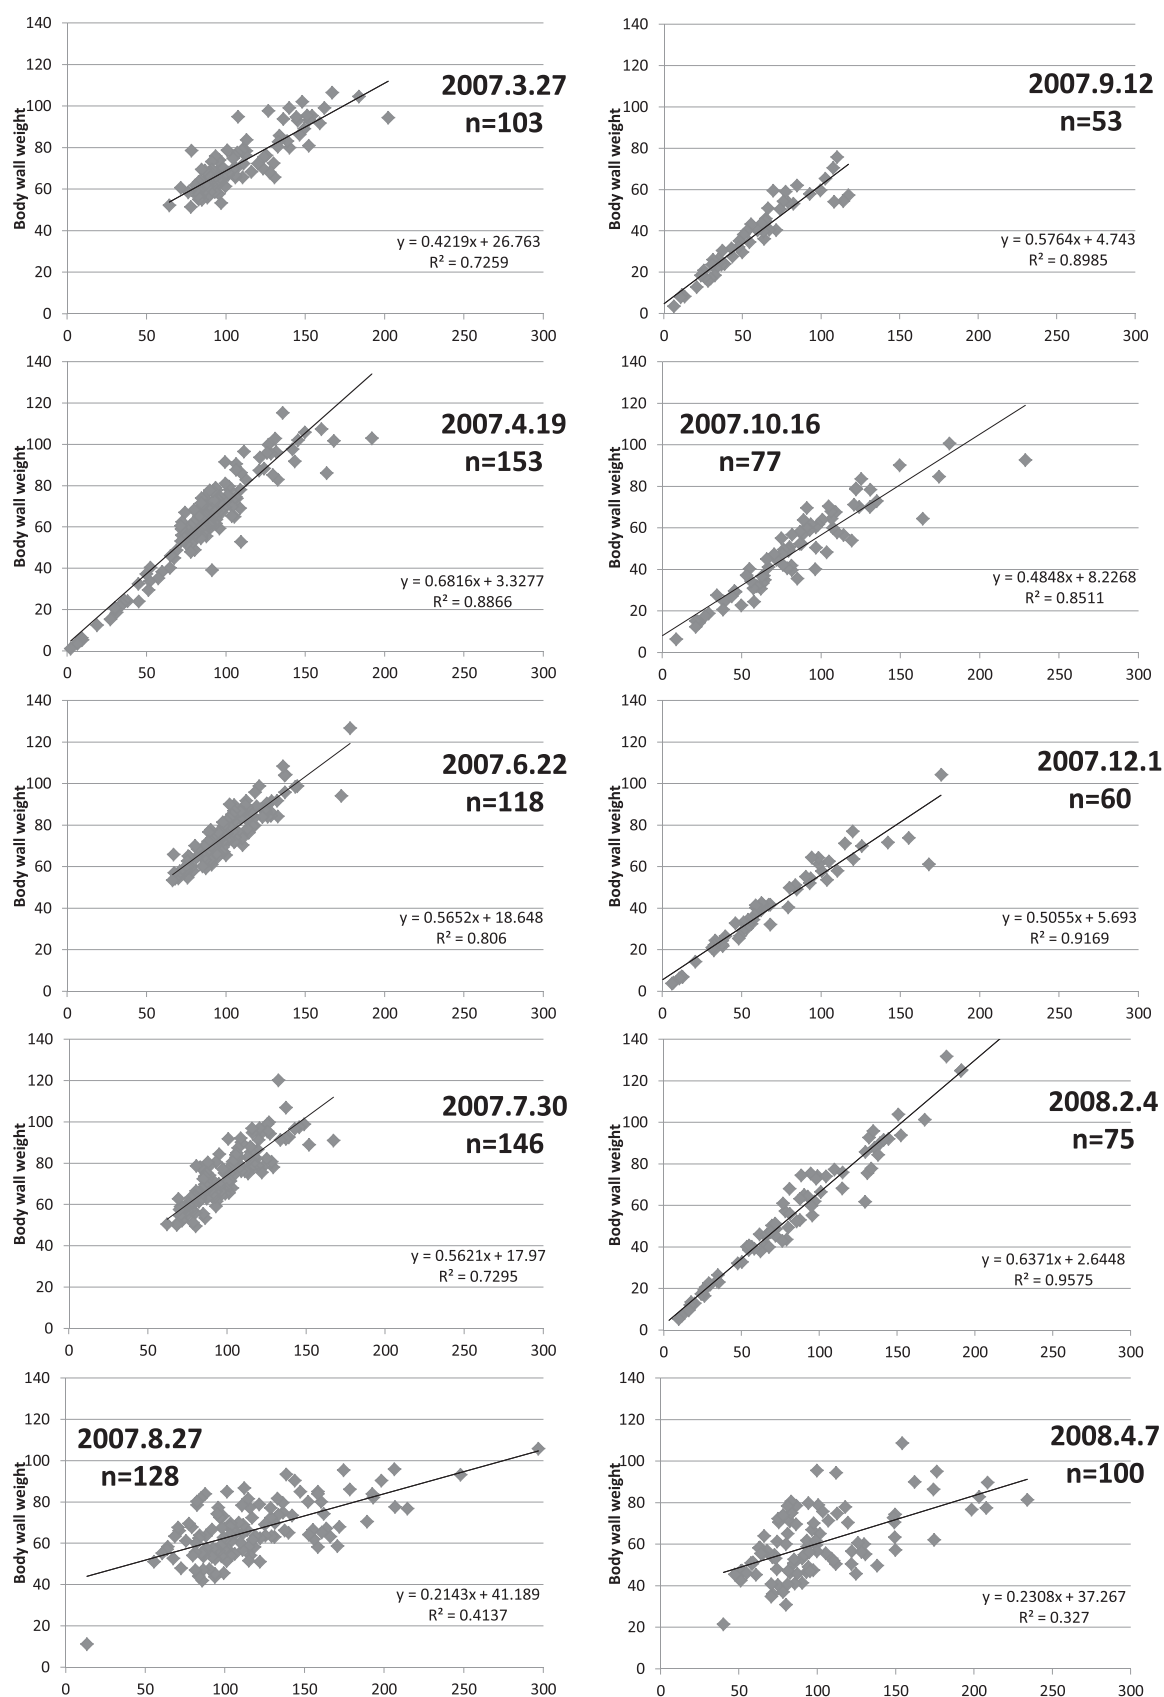 140
120
100
80
60
40
20
0
Body wall weight
2007.3.27
n=103
y = 0.4219x + 26.763
R² = 0.7259
0 50 100 150 200 250 300
140
120
100
80
60
40
20
0
Body wall weight
2007.9.12
n=53
y = 0.5764x + 4.743
R² = 0.8985
0 50 100 150 200 250 300
140
120
100
80
60
40
20
0
Body wall weight
2007.4.19
n=153
y = 0.6816x + 3.3277
R² = 0.8866
0 50 100 150 200 250 300
140
120
100
80
60
40
20
0
Body wall weight
2007.10.16
n=77
y = 0.4848x + 8.2268
R² = 0.8511
0 50 100 150 200 250 300
140
120
100
80
60
40
20
0
Body wall weight
2007.6.22
n=118
y = 0.5652x + 18.648
R² = 0.806
0 50 100 150 200 250 300
140
120
100
80
60
40
20
0
Body wall weight
2007.12.1
n=60
y = 0.5055x + 5.693
R² = 0.9169
0 50 100 150 200 250 300
140
120
100
80
60
40
20
0
Body wall weight
2007.7.30
n=146
y = 0.5621x + 17.97
R² = 0.7295
0 50 100 150 200 250 300
140
120
100
80
60
40
20
0
Body wall weight
2008.2.4
n=75
y = 0.6371x + 2.6448
R² = 0.9575
0 50 100 150 200 250 300
140
120
100
80
60
40
20
0
Body wall weight
2007.8.27
n=128
y = 0.2143x + 41.189
R² = 0.4137
0 50 100 150 200 250 300
140
120
100
80
60
40
20
0
Body wall weight
2008.4.7
n=100
y = 0.2308x + 37.267
R² = 0.327
0 50 100 150 200 250 300